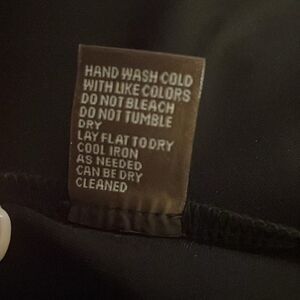 HAND WASH COLD
WITH LIKE COLORS
DO NOT BLEACH
DO NOT TUMBLE
DRY
LAY FLAT TO DRY
COOL IRON
AS NEEDED
CAN BE DRY
CLEANED